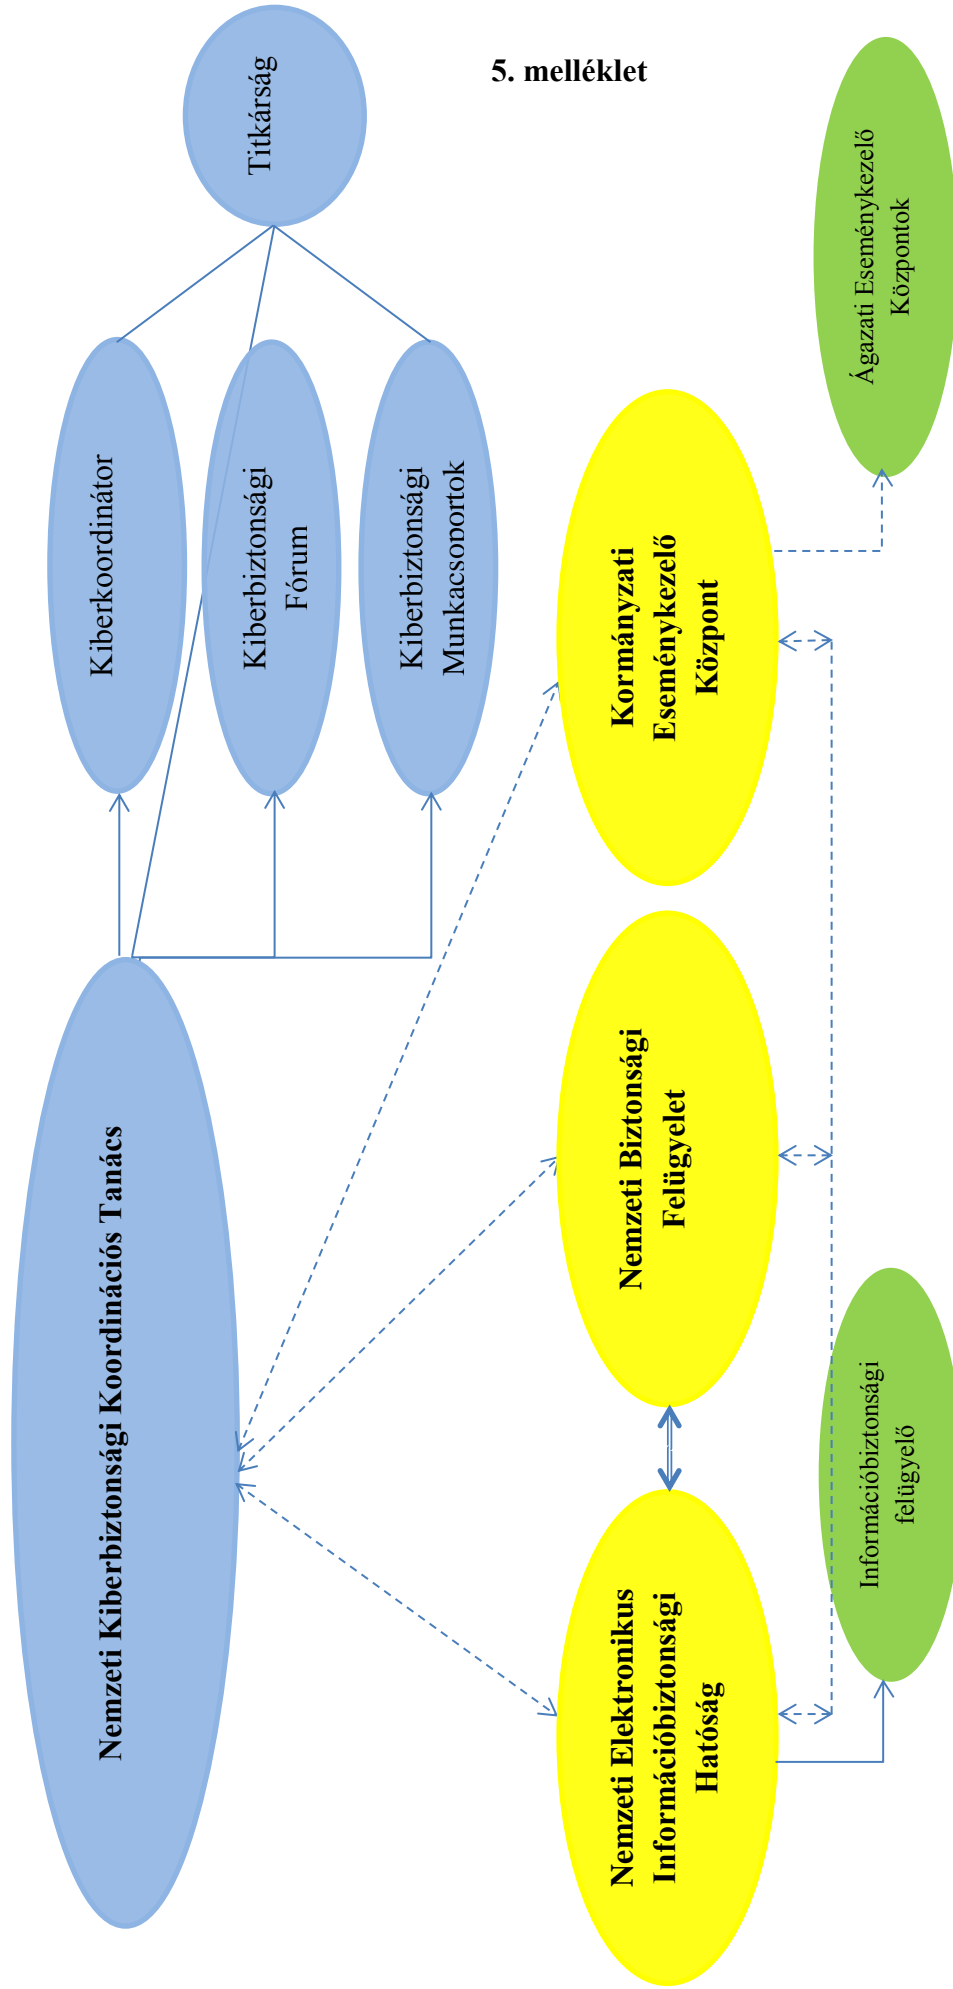 5. melléklet
Nemzeti Kiberbiztonsági Koordinációs Tanács
Kiberkoordinátor
Kiberbiztonsági
Fórum
Kiberbiztonsági
Munkacsoportok
Titkárság
Nemzeti Elektronikus
Információbiztonsági
Hatóság
Nemzeti Biztonsági
Felügyelet
Kormányzati
Eseménykezelő
Központ
Információbiztonsági
felügyelő
Ágazati Eseménykezelő
Központok